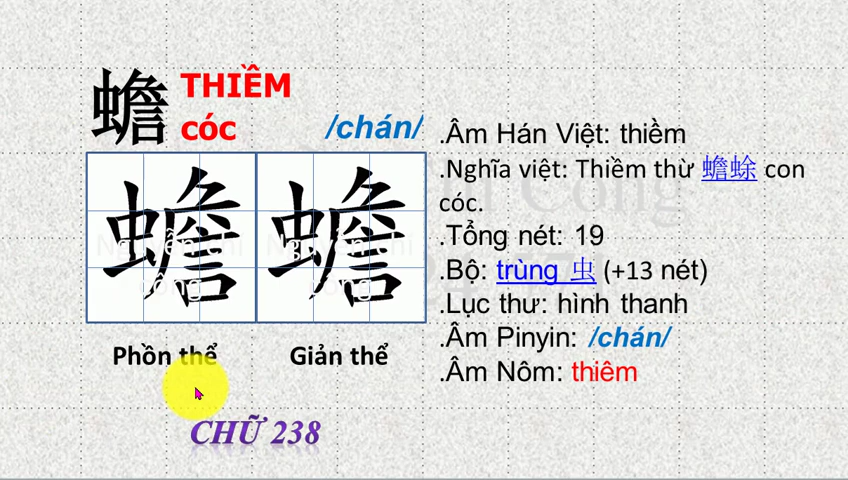 蟾 THIỀM
cóc /chán/
蟾 蟾
Phồn thể Giản thể
CHỮ 238
.Âm Hán Việt: thiềm
.Nghĩa việt: Thiềm thừ 蟾蜍 con
cóc.
.Tổng nét: 19
.Bộ: trùng 虫 (+13 nét)
.Lục thư: hình thanh
.Âm Pinyin: /chán/
.Âm Nôm: thiêm